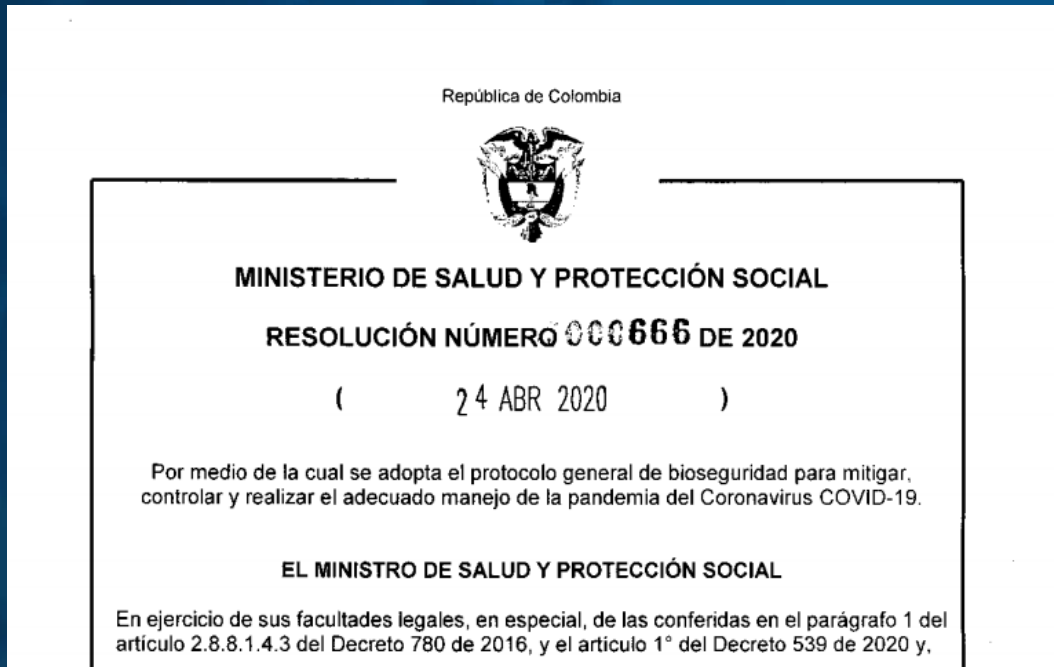 República de Colombia
MINISTERIO DE SALUD Y PROTECCIÓN SOCIAL
RESOLUCIÓN NÚMERO 000666 DE 2020
( 24 ABR 2020 )
Por medio de la cual se adopta el protocolo general de bioseguridad para mitigar,
controlar y realizar el adecuado manejo de la pandemia del Coronavirus COVID-19.
EL MINISTRO DE SALUD Y PROTECCIÓN SOCIAL
En ejercicio de sus facultades legales, en especial, de las conferidas en el parágrafo 1 del
artículo 2.8.8.1.4.3 del Decreto 780 de 2016, y el artículo 1° del Decreto 539 de 2020 y,